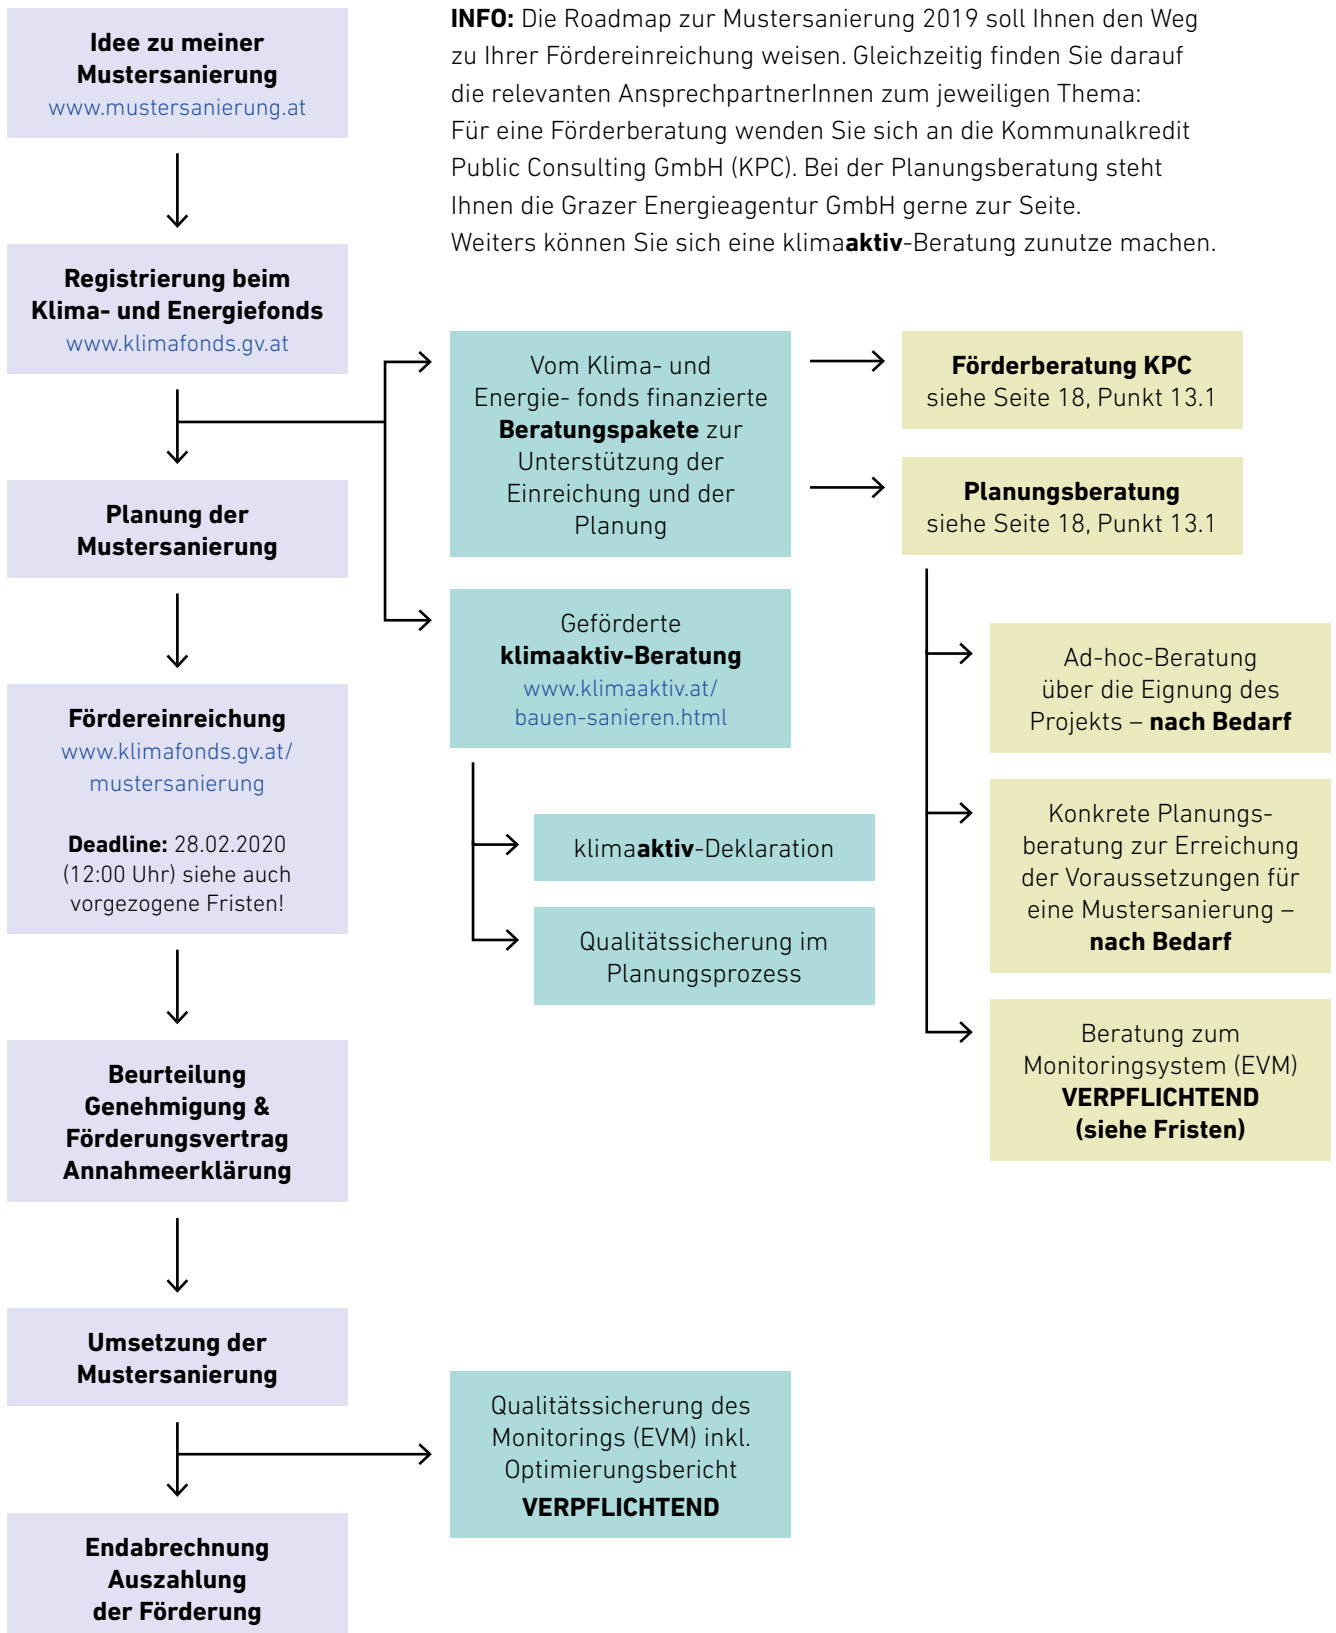 Idee zu meiner
Mustersanierung
www.mustersanierung.at
INFO: Die Roadmap zur Mustersanierung 2019 soll Ihnen den Weg
zu Ihrer Fördereinreichung weisen. Gleichzeitig finden Sie darauf
die relevanten AnsprechpartnerInnen zum jeweiligen Thema:
Für eine Förderberatung wenden Sie sich an die Kommunalkredit
Public Consulting GmbH (KPC). Bei der Planungsberatung steht
Ihnen die Grazer Energieagentur GmbH gerne zur Seite.
Weiters können Sie sich eine klimaaktiv-Beratung zunutze machen.
Registrierung beim
Klima- und Energiefonds
www.klimafonds.gv.at
Vom Klima- und
Energie- fonds finanzierte
Beratungspakete zur
Unterstützung der
Einreichung und der
Planung
Förderberatung KPC
siehe Seite 18, Punkt 13.1
Planungsberatung
siehe Seite 18, Punkt 13.1
Planung der
Mustersanierung
Geförderte
klimaaktiv-Beratung
www.klimaaktiv.at/
bauen-sanieren.html
Ad-hoc-Beratung
über die Eignung des
Projekts – nach Bedarf
Fördereinreichung
www.klimafonds.gv.at/
mustersanierung
Deadline: 28.02.2020
(12:00 Uhr) siehe auch
vorgezogene Fristen!
klimaaktiv-Deklaration
Qualitätssicherung im
Planungsprozess
Konkrete Planungs-
beratung zur Erreichung
der Voraussetzungen für
eine Mustersanierung –
nach Bedarf
Beratung zum
Monitoringsystem (EVM)
VERPFLICHTEND
(siehe Fristen)
Beurteilung
Genehmigung &
Förderungsvertrag
Annahmeerklärung
Umsetzung der
Mustersanierung
Qualitätssicherung des
Monitorings (EVM) inkl.
Optimierungsbericht
VERPFLICHTEND
Endabrechnung
Auszahlung
der Förderung